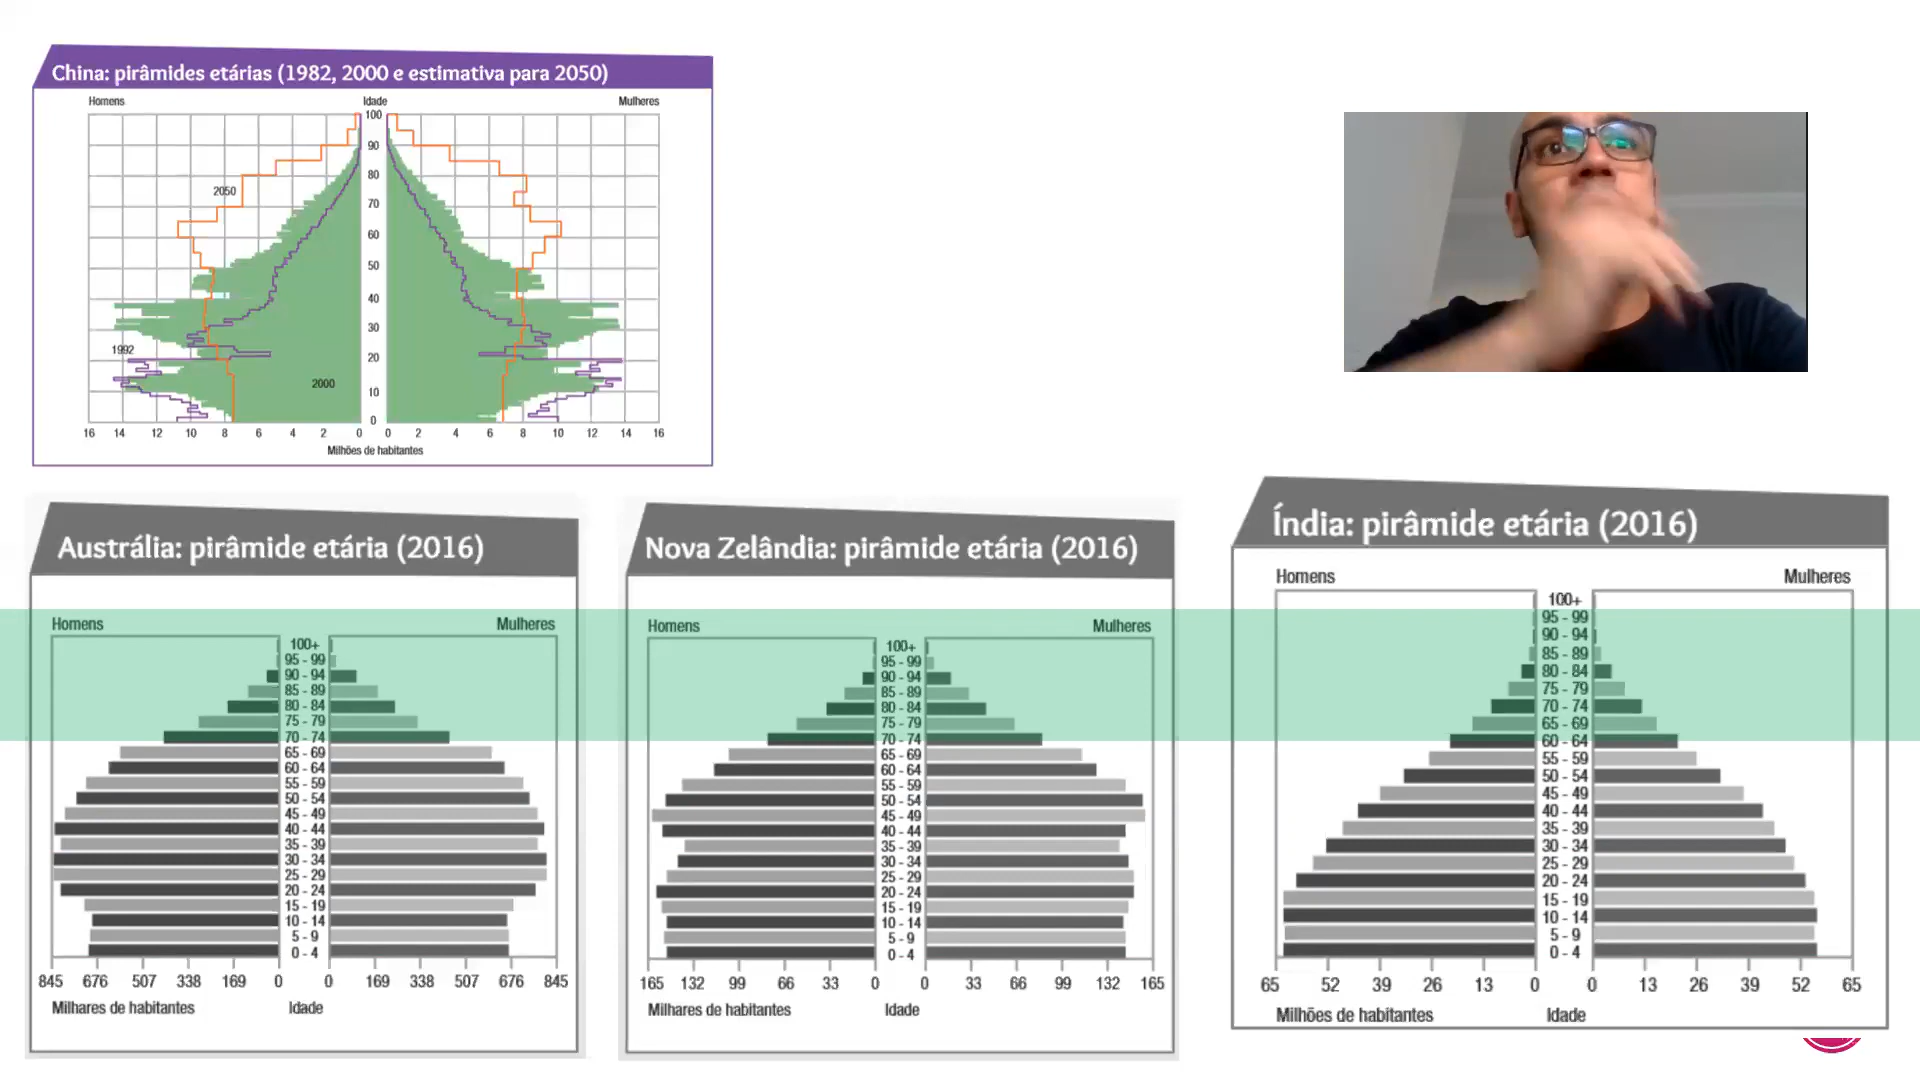 China: pirâmides etárias (1982, 2000 e estimativa para 2050)
Homens Idade Mulheres
100
90
80
2050
70
60
50
40
30
1992
20
2000
10
0
16 14 12 10 8 6 4 2 0 0 2 4 6 8 10 12 14 16
Milhões de habitantes
Austrália: pirâmide etária (2016)
Homens Mulheres
100+
95 - 99
90 - 94
85 - 89
80 - 84
75 - 79
70 - 74
65 - 69
60 - 64
55 - 59
50 - 54
45 - 49
40 - 44
35 - 39
30 - 34
25 - 29
20 - 24
15 - 19
10 - 14
5 - 9
0 - 4
845 676 507 338 169 0 0 169 338 507 676 845
Milhares de habitantes Idade
Nova Zelândia: pirâmide etária (2016)
Homens Mulheres
100+
95 - 99
90 - 94
85 - 89
80 - 84
75 - 79
70 - 74
65 - 69
60 - 64
55 - 59
50 - 54
45 - 49
40 - 44
35 - 39
30 - 34
25 - 29
20 - 24
15 - 19
10 - 14
5 - 9
0 - 4
165 132 99 66 33 0 0 33 66 99 132 165
Milhares de habitantes Idade
Índia: pirâmide etária (2016)
Homens Mulheres
100+
95 - 99
90 - 94
85 - 89
80 - 84
75 - 79
70 - 74
65 - 69
60 - 64
55 - 59
50 - 54
45 - 49
40 - 44
35 - 39
30 - 34
25 - 29
20 - 24
15 - 19
10 - 14
5 - 9
0 - 4
65 52 39 26 13 0 0 13 26 39 52 65
Milhões de habitantes Idade